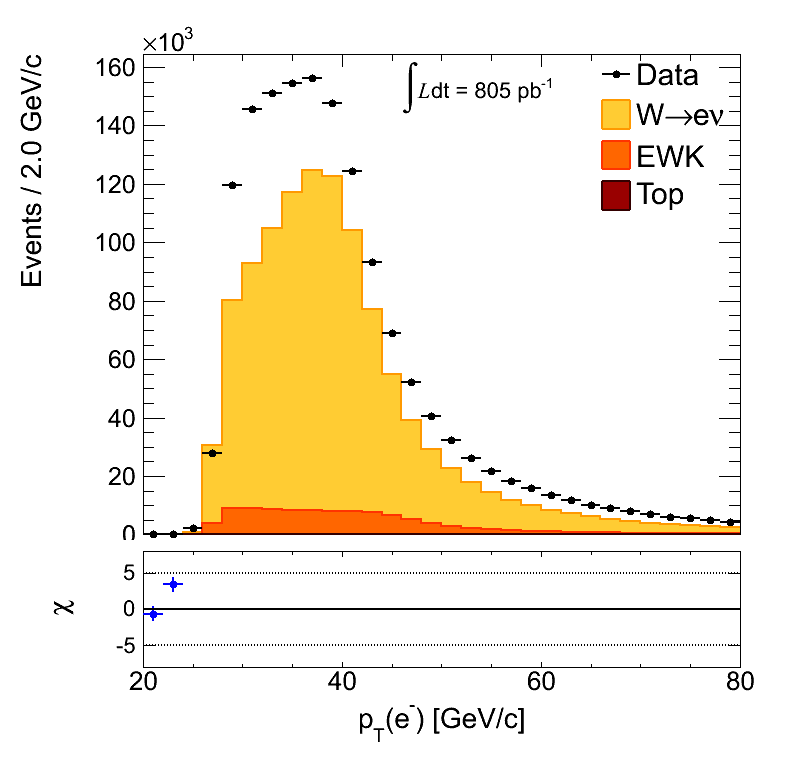 ×10³
Events / 2.0 GeV/c
160
140
120
100
80
60
40
20
0
∫Ldt = 805 pb⁻¹
Data
W→eν
EWK
Top
χ
5
0
-5
20 40 60 80
p_T(e⁻) [GeV/c]